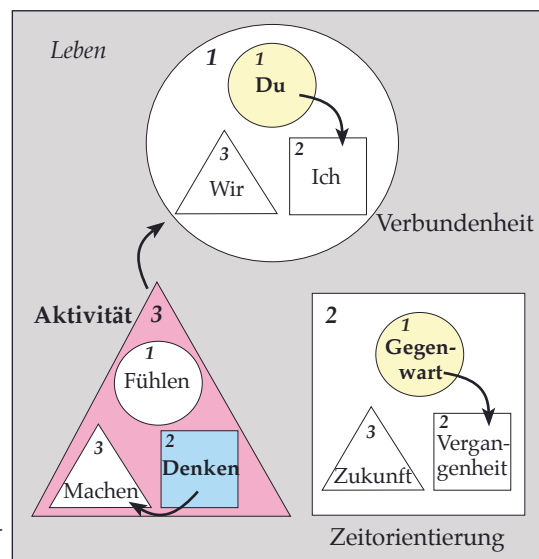 Leben
1
1
Du
3
Wir
2
Ich
Verbundenheit
Aktivität
3
1
Fühlen
3
Machen
2
Denken
2
1
Gegen-
wart
3
Zukunft
2
Vergan-
genheit
Zeitorientierung